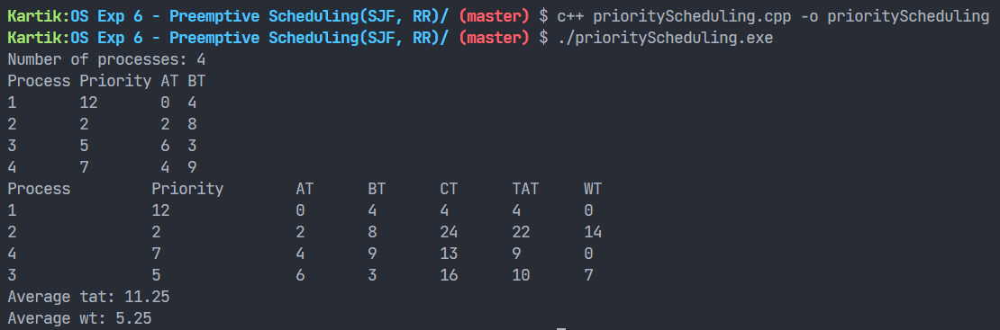 Kartik:OS Exp 6 - Preemptive Scheduling(SJF, RR)/ (master) $ c++ priorityScheduling.cpp -o priorityScheduling
Kartik:OS Exp 6 - Preemptive Scheduling(SJF, RR)/ (master) $ ./priorityScheduling.exe
Number of processes: 4
Process Priority AT BT
1       12       0  4
2       2        2  8
3       5        6  3
4       7        4  9
Process         Priority        AT      BT      CT      TAT     WT
1               12              0       4       4       4       0
2               2               2       8       24      22      14
4               7               4       9       13      9       0
3               5               6       3       16      10      7
Average tat: 11.25
Average wt: 5.25